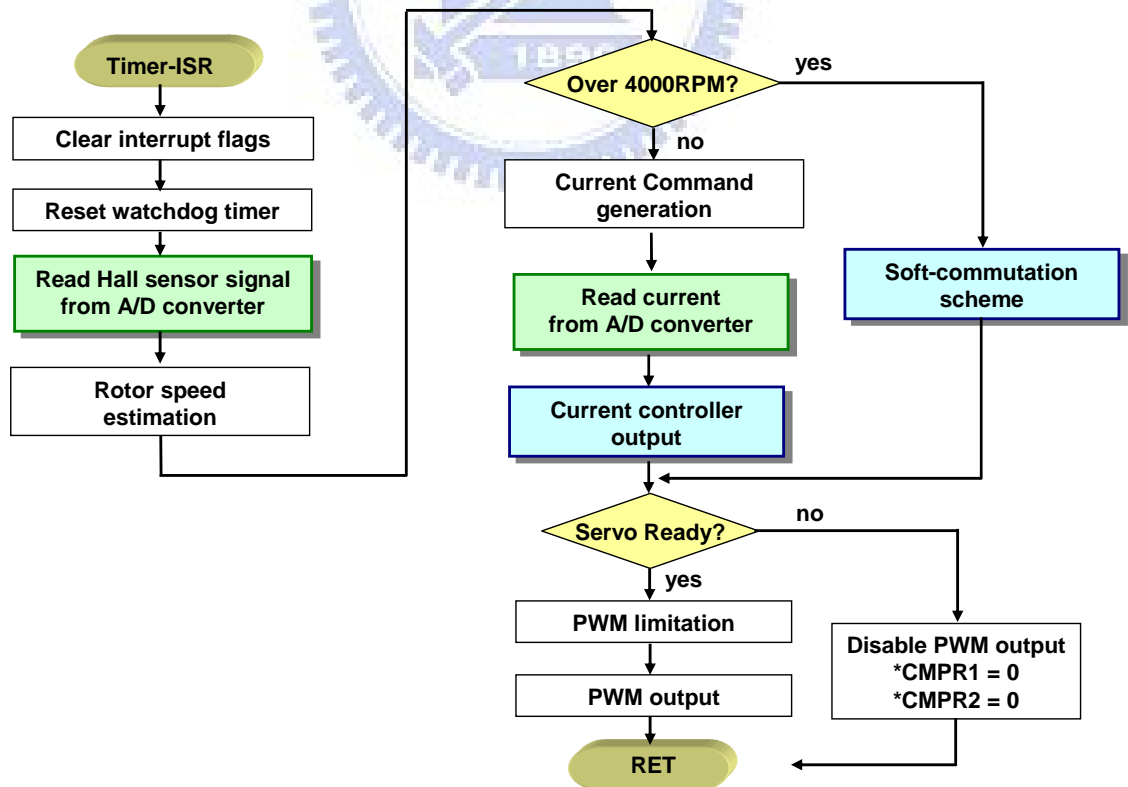 Timer-ISR
Clear interrupt flags
Reset watchdog timer
Read Hall sensor signal
from A/D converter
Rotor speed
estimation
Over 4000RPM?
yes
no
Current Command
generation
Read current
from A/D converter
Current controller
output
Soft-commutation
scheme
Servo Ready?
no
yes
PWM limitation
PWM output
Disable PWM output
*CMPR1 = 0
*CMPR2 = 0
RET